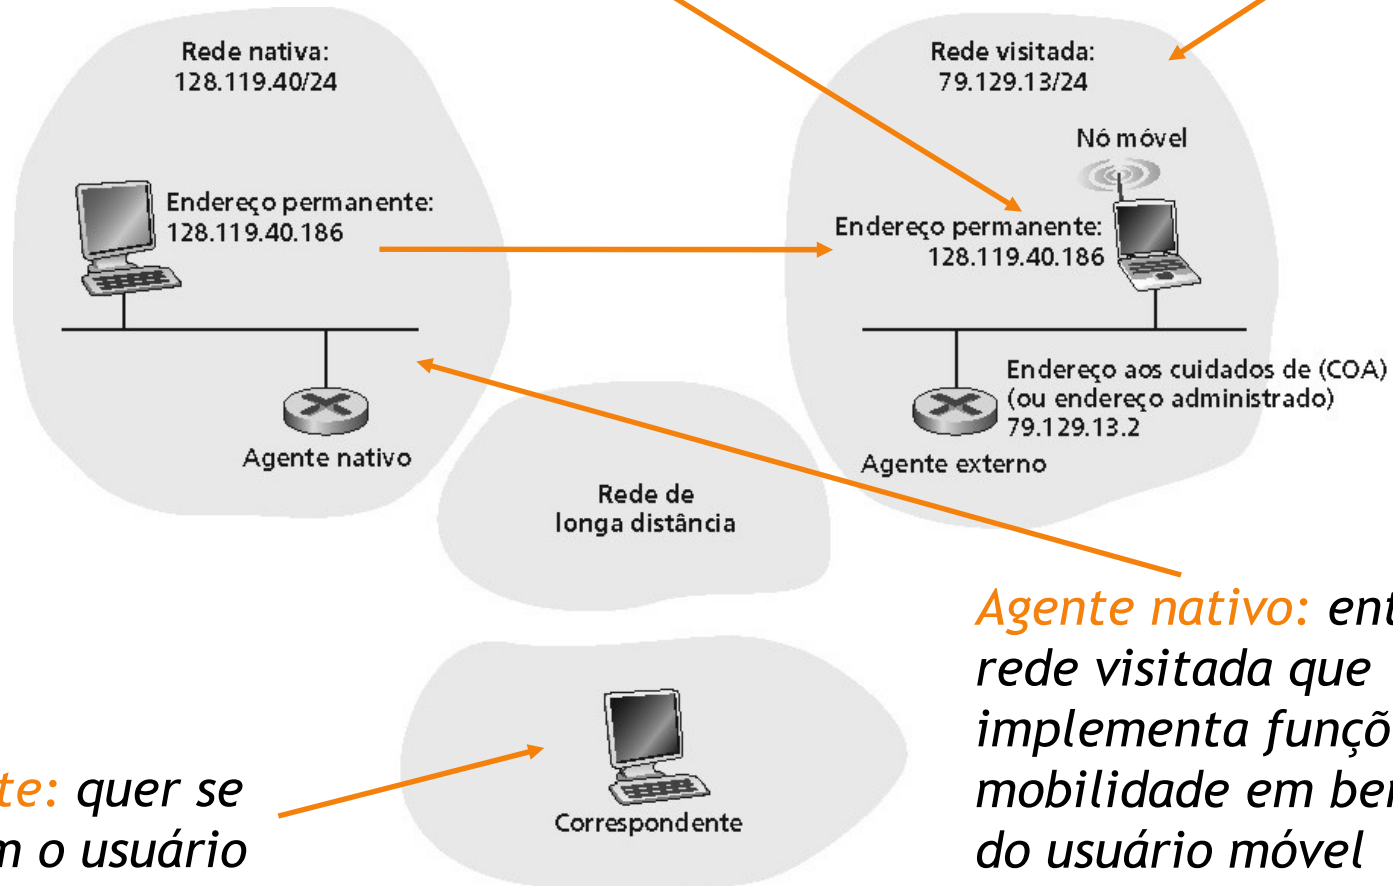 Rede nativa:
128.119.40/24
Rede visitada:
79.129.13/24
Nó móvel
Endereço permanente:
128.119.40.186
Endereço permanente:
128.119.40.186
Endereço aos cuidados de (COA)
(ou endereço administrado)
79.129.13.2
Agente nativo
Agente externo
Rede de
longa distância
Agente nativo:
rede visitada que
implementa
mobilidade em
do usuário móvel
quer se
o usuário
Correspondente